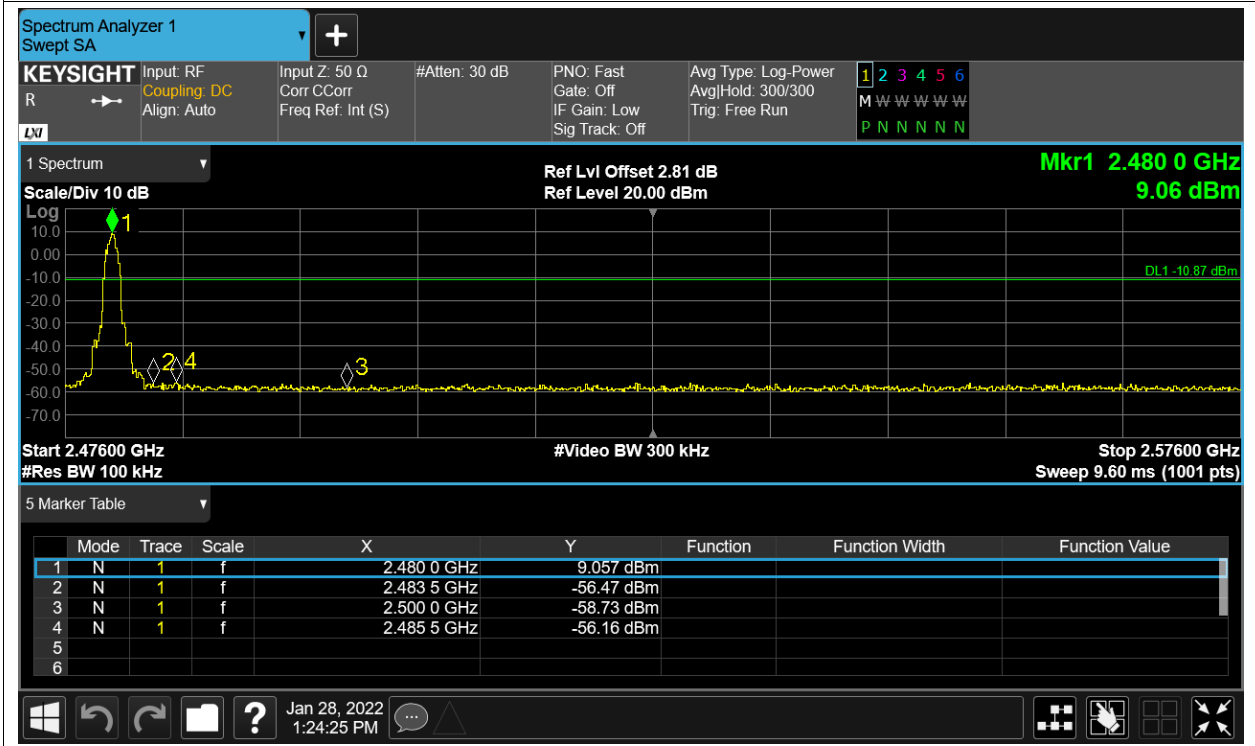 Spectrum Analyzer 1
Swept SA
+
KEYSIGHT Input: RF Input Z: 50 Ω #Atten: 30 dB PNO: Fast Avg Type: Log-Power 1 2 3 4 5 6
R Coupling: DC Corr CCorr Gate: Off Avg|Hold: 300/300 M W W W W W
Align: Auto Freq Ref: Int (S) IF Gain: Low Trig: Free Run
LXI Sig Track: Off P N N N N N
1 Spectrum Ref Lvl Offset 2.81 dB Mkr1 2.480 0 GHz
Scale/Div 10 dB Ref Level 20.00 dBm 9.06 dBm
Log
1
10.0
0.00
-10.0 DL1 -10.87 dBm
-20.0
-30.0
-40.0
2 4 3
-50.0
-60.0
-70.0
Start 2.47600 GHz #Video BW 300 kHz Stop 2.57600 GHz
#Res BW 100 kHz Sweep 9.60 ms (1001 pts)
5 Marker Table
Mode Trace Scale X Y Function Function Width Function Value
1 N 1 f 2.480 0 GHz 9.057 dBm
2 N 1 f 2.483 5 GHz -56.47 dBm
3 N 1 f 2.500 0 GHz -58.73 dBm
4 N 1 f 2.485 5 GHz -56.16 dBm
5
6
? Jan 28, 2022
1:24:25 PM